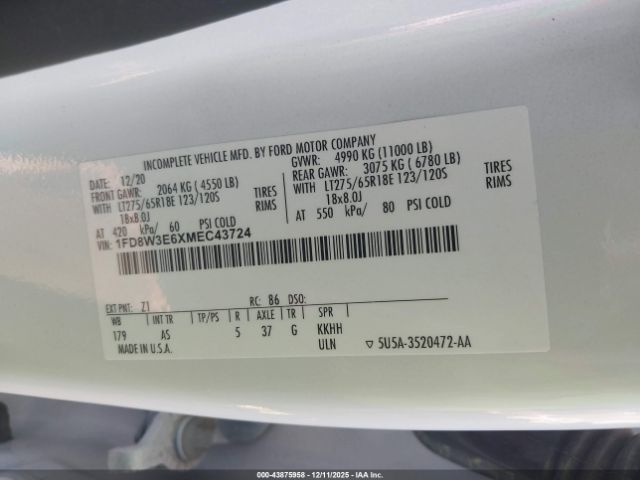 INCOMPLETE VEHICLE MFD. BY FORD MOTOR COMPANY
DATE: 12/20 GVWR: 4990 KG (11000 LB)
FRONT GAWR: 2064 KG ( 4550 LB) REAR GAWR: 3075 KG ( 6780 LB)
WITH LT275/65R18E 123/120S TIRES WITH LT275/65R18E 123/120S TIRES
18x8.0J RIMS 18x8.0J RIMS
AT 420 kPa/ 60 PSI COLD AT 550 kPa/ 80 PSI COLD
VIN: 1FD8W3E6XMEC43724
EXT PNT: Z1 RC: 86 DSO:
WB INT TR TP/PS R AXLE TR SPR
179 AS 5 37 G KKHH
MADE IN U.S.A. ULN ▽ 5U5A-3520472-AA
© 000-43875958 - 12/11/2025 - IAAI.COM